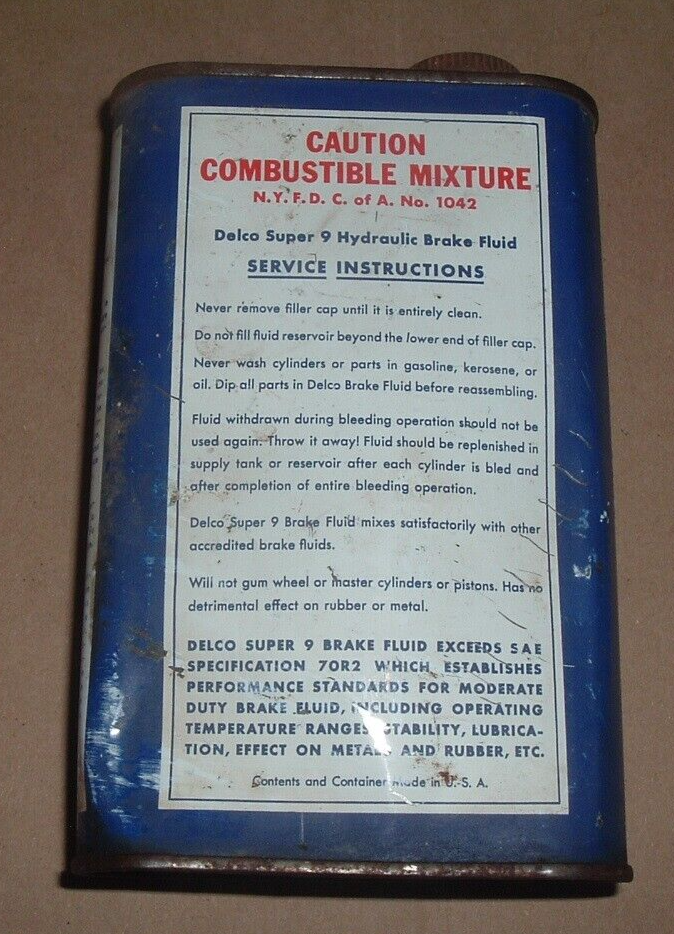 CAUTION
COMBUSTIBLE MIXTURE
N.Y.F.D. C. of A. No. 1042
Delco Super 9 Hydraulic Brake Fluid
SERVICE INSTRUCTIONS
Never remove filler cap until it is entirely clean.
Do not fill fluid reservoir beyond the lower end of filler cap.
Never wash cylinders or parts in gasoline, kerosene, or
oil. Dip all parts in Delco Brake Fluid before reassembling.
Fluid withdrawn during bleeding operation should not be
used again. Throw it away! Fluid should be replenished in
supply tank or reservoir after each cylinder is bled and
after completion of entire bleeding operation.
Delco Super 9 Brake Fluid mixes satisfactorily with other
accredited brake fluids.
Will not gum wheel or master cylinders or pistons. Has no
detrimental effect on rubber or metal.
DELCO SUPER 9 BRAKE FLUID EXCEEDS SAE
SPECIFICATION 70R2 WHICH ESTABLISHES
PERFORMANCE STANDARDS FOR MODERATE
DUTY BRAKE FLUID, INCLUDING OPERATING
TEMPERATURE RANGES, STABILITY, LUBRICA-
TION, EFFECT ON METALS AND RUBBER, ETC.
Contents and Container Made in U. S. A.